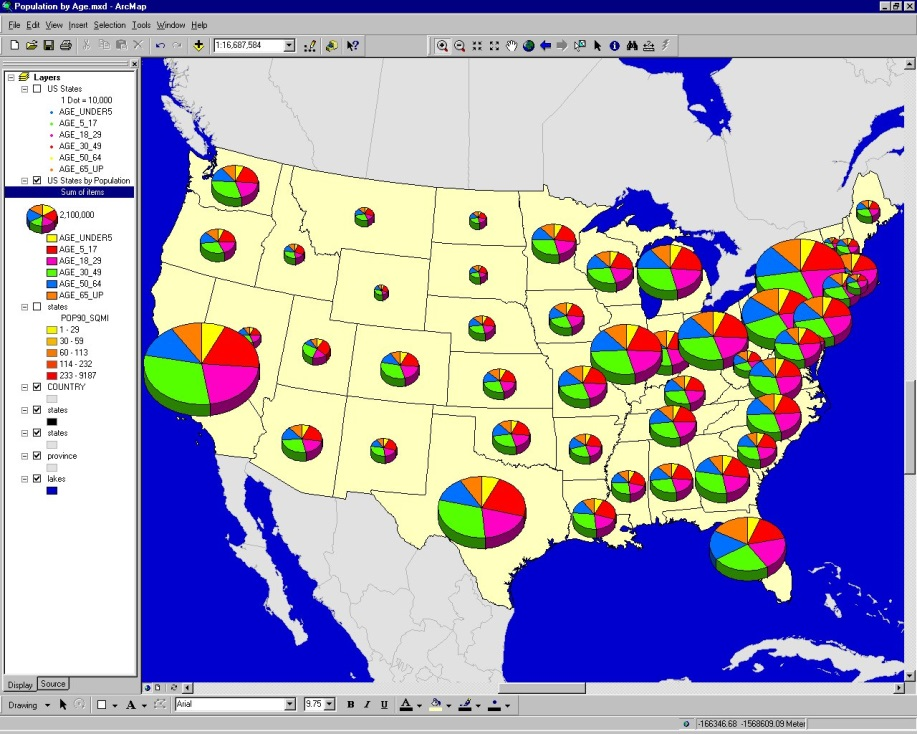 Population by Age.mxd - ArcMap
File Edit View Insert Selection Tools Window Help
1:16,687,584
Layers
US States
1 Dot = 10,000
AGE_UNDER5
AGE_5_17
AGE_18_29
AGE_30_49
AGE_50_64
AGE_65_UP
US States by Population
Sum of items
2,100,000
AGE_UNDER5
AGE_5_17
AGE_18_29
AGE_30_49
AGE_50_64
AGE_65_UP
states
POP90_SQMI
1 - 29
30 - 59
60 - 113
114 - 232
233 - 9187
COUNTRY
states
states
province
lakes
Display Source
Drawing A Arial 9.75 B I U A
-166346.68 -1568609.09 Meter